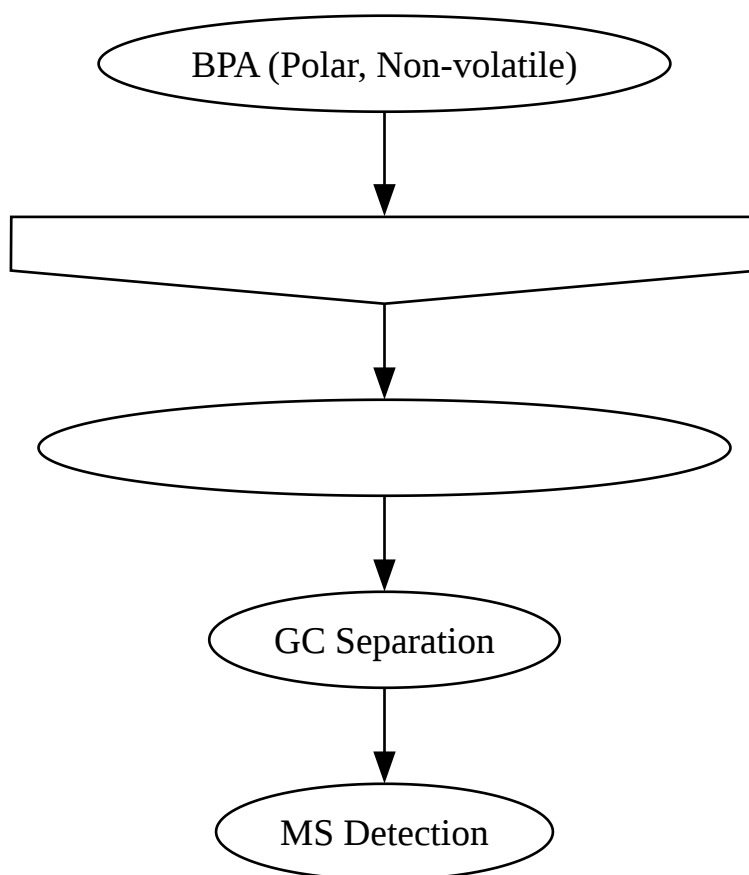 BPA (Polar, Non-volatile)
GC Separation
MS Detection